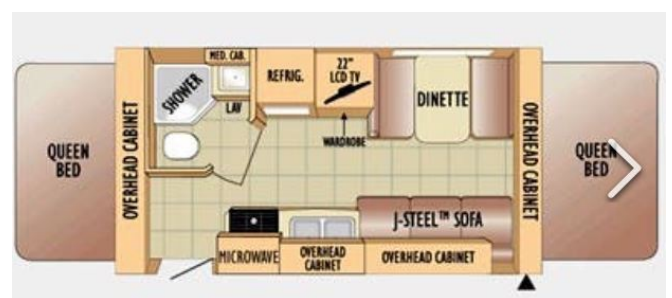 MED. CAB.
SHOWER
LAV
REFRIG.
22"
LCD TV
WARDROBE
DINETTE
QUEEN
BED
OVERHEAD CABINET
OVERHEAD CABINET
QUEEN
BED
J-STEEL™ SOFA
MICROWAVE
OVERHEAD
CABINET
OVERHEAD CABINET